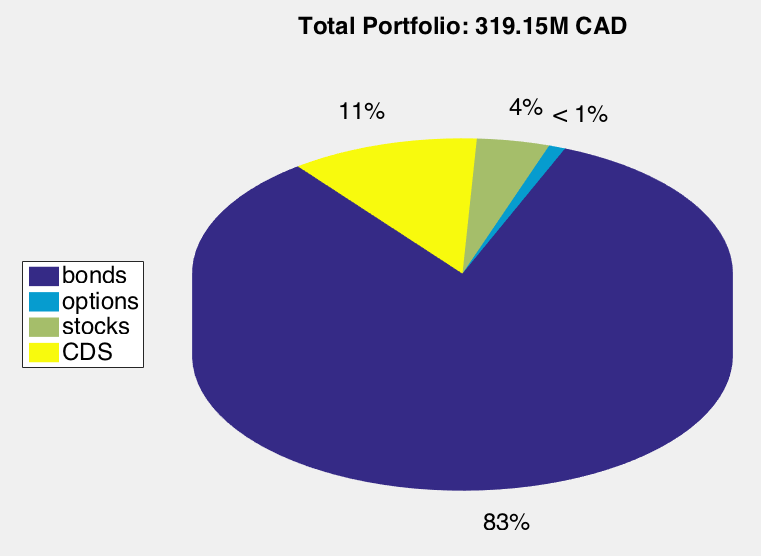 Total Portfolio: 319.15M CAD
11%
4%
< 1%
bonds
options
stocks
CDS
83%